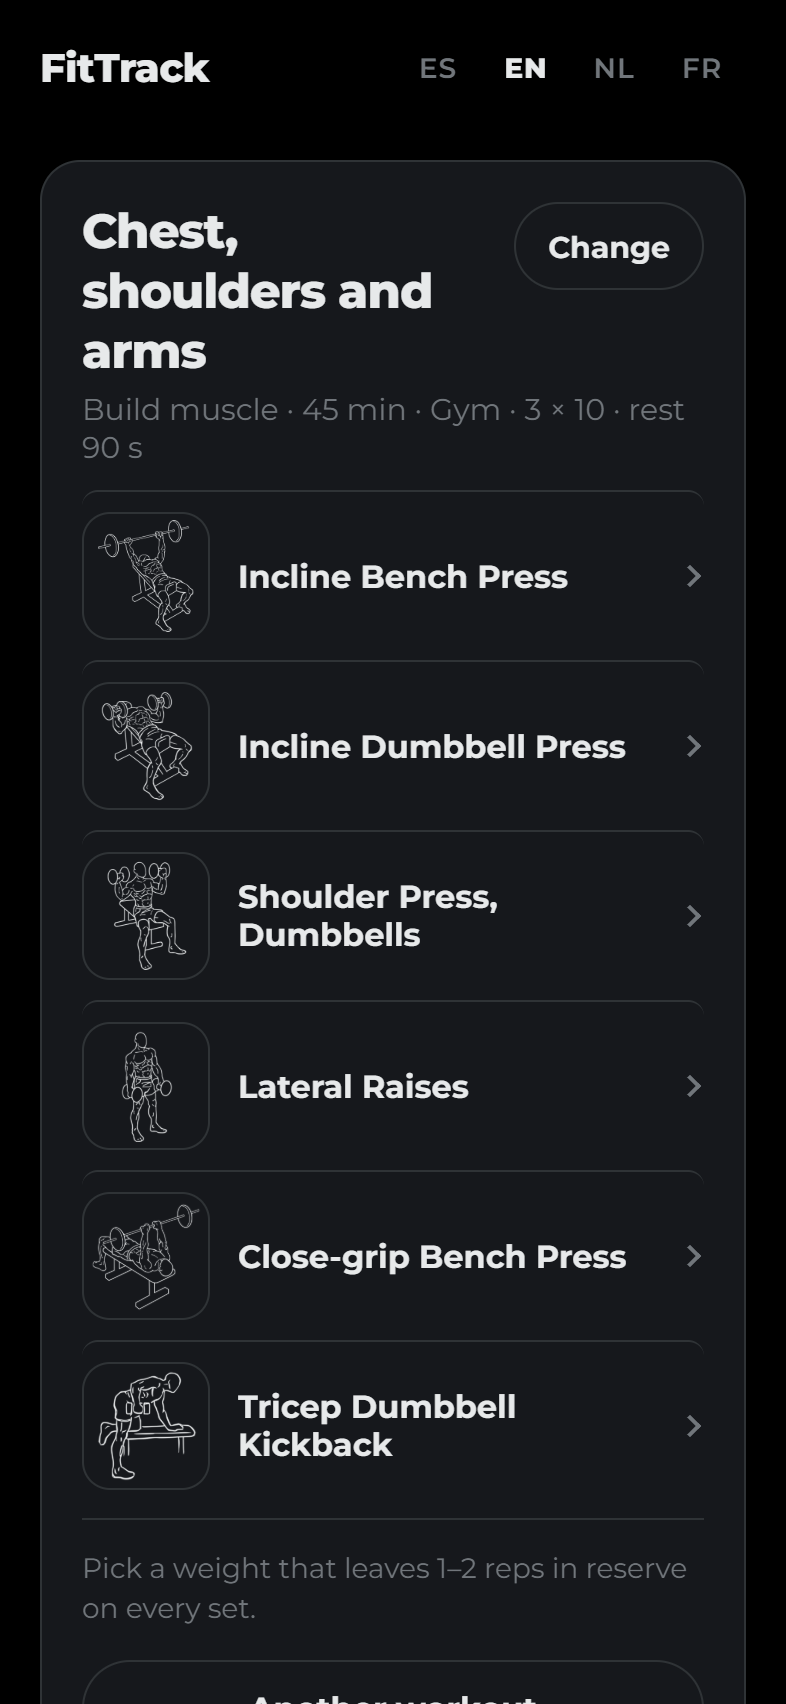 FitTrack
ES EN NL FR
Chest,
shoulders and
arms
Change
Build muscle · 45 min · Gym · 3 × 10 · rest
90 s
Incline Bench Press
Incline Dumbbell Press
Shoulder Press,
Dumbbells
Lateral Raises
Close-grip Bench Press
Tricep Dumbbell
Kickback
Pick a weight that leaves 1–2 reps in reserve
on every set.
Another workout